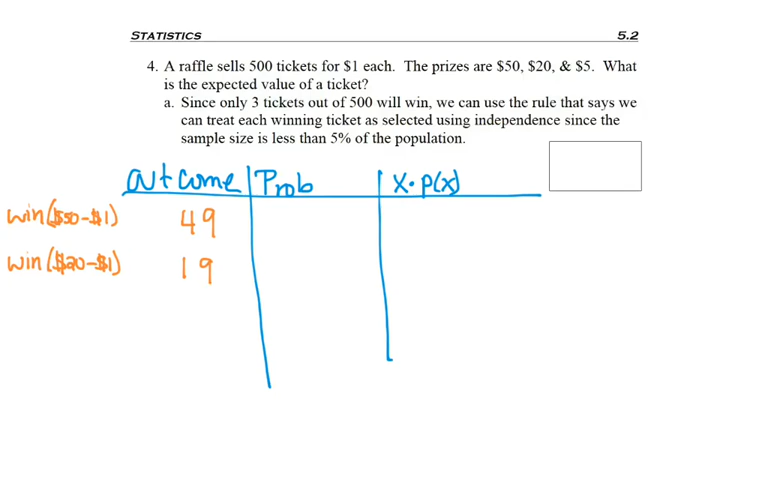 STATISTICS 5.2
4. A raffle sells 500 tickets for $1 each. The prizes are $50, $20, & $5. What
is the expected value of a ticket?
a. Since only 3 tickets out of 500 will win, we can use the rule that says we
can treat each winning ticket as selected using independence since the
sample size is less than 5% of the population.
Outcome Prob X·P(X)
win($50-$1) 49
win($20-$1) 19